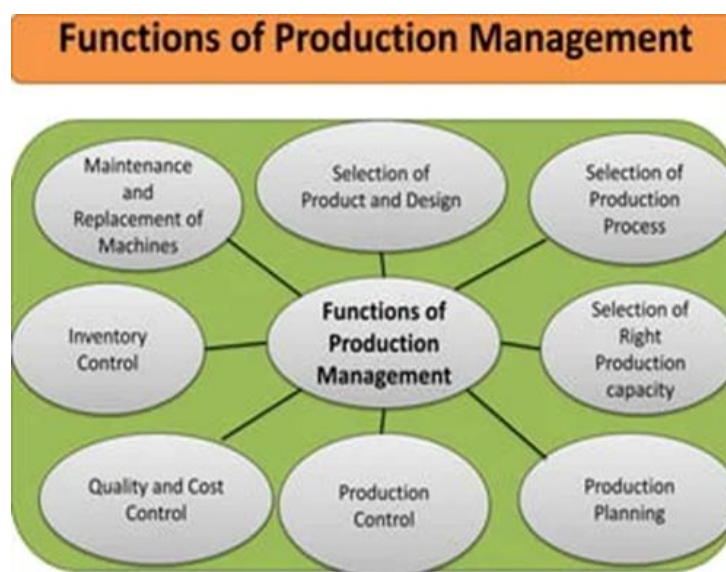 Functions of Production Management
Maintenance
and
Replacement of
Machines
Selection of
Product and Design
Selection of
Production
Process
Inventory
Control
Functions of
Production
Management
Selection of
Right
Production
capacity
Quality and Cost
Control
Production
Control
Production
Planning